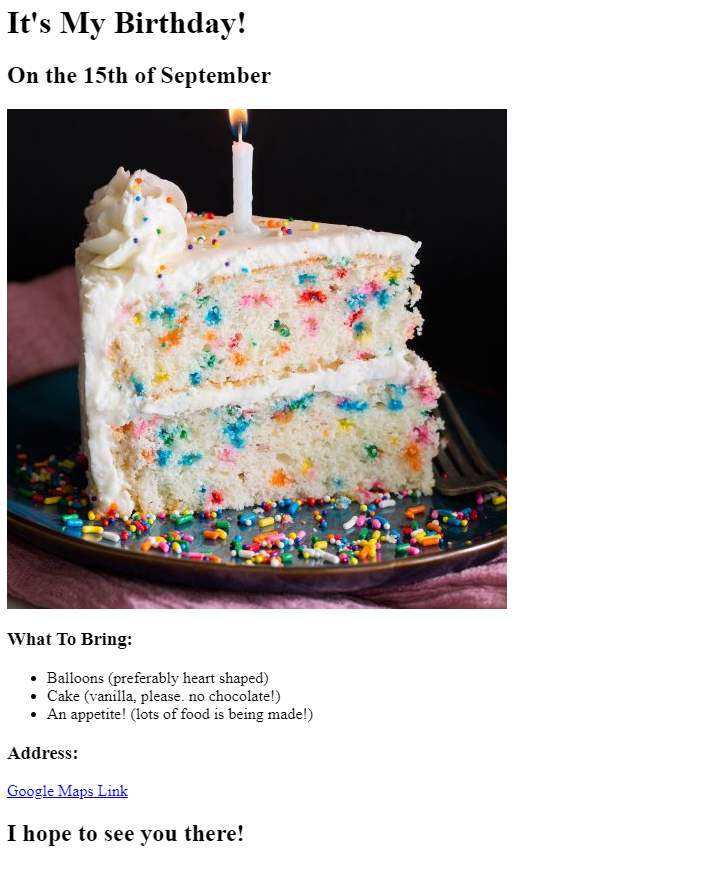 It's My Birthday!
On the 15th of September
What To Bring:
Balloons (preferably heart shaped)
Cake (vanilla, please. no chocolate!)
An appetite! (lots of food is being made!)
Address:
Google Maps Link
I hope to see you there!